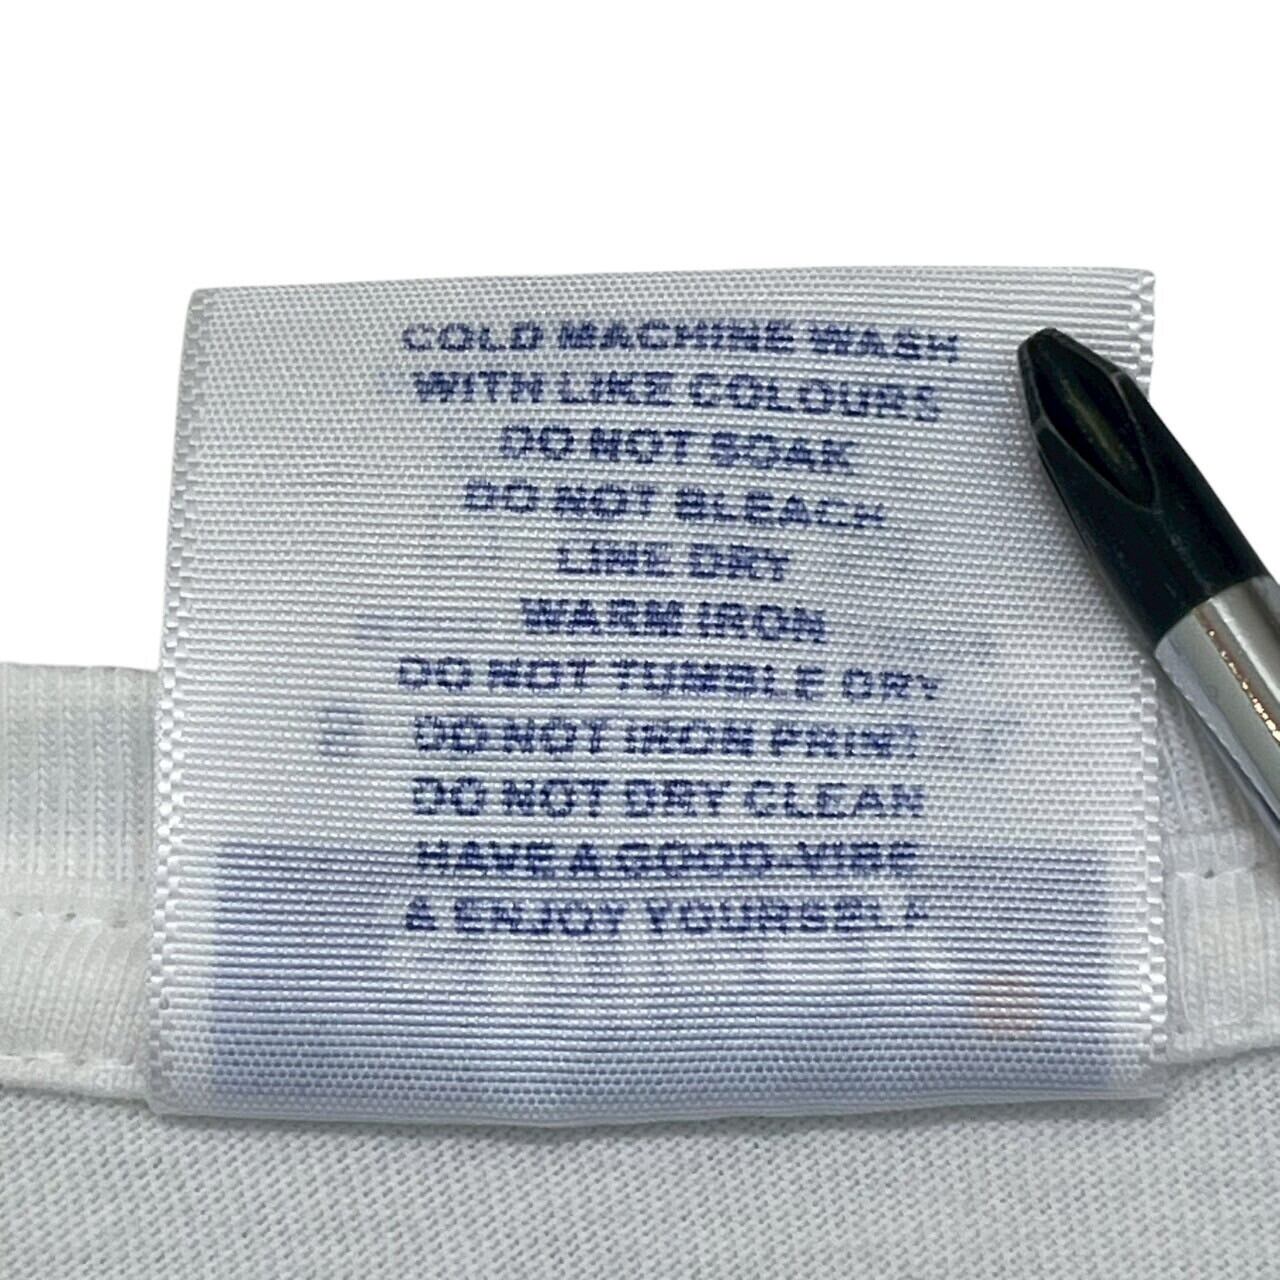 COLD MACHINE WASH
WITH LIKE COLOURS
DO NOT SOAK
DO NOT BLEACH
LINE DRY
WARM IRON
DO NOT TUMBLE DRY
DO NOT IRON PRINT
DO NOT DRY CLEAN
HAVE A GOOD-VIBE
& ENJOY YOURSELF